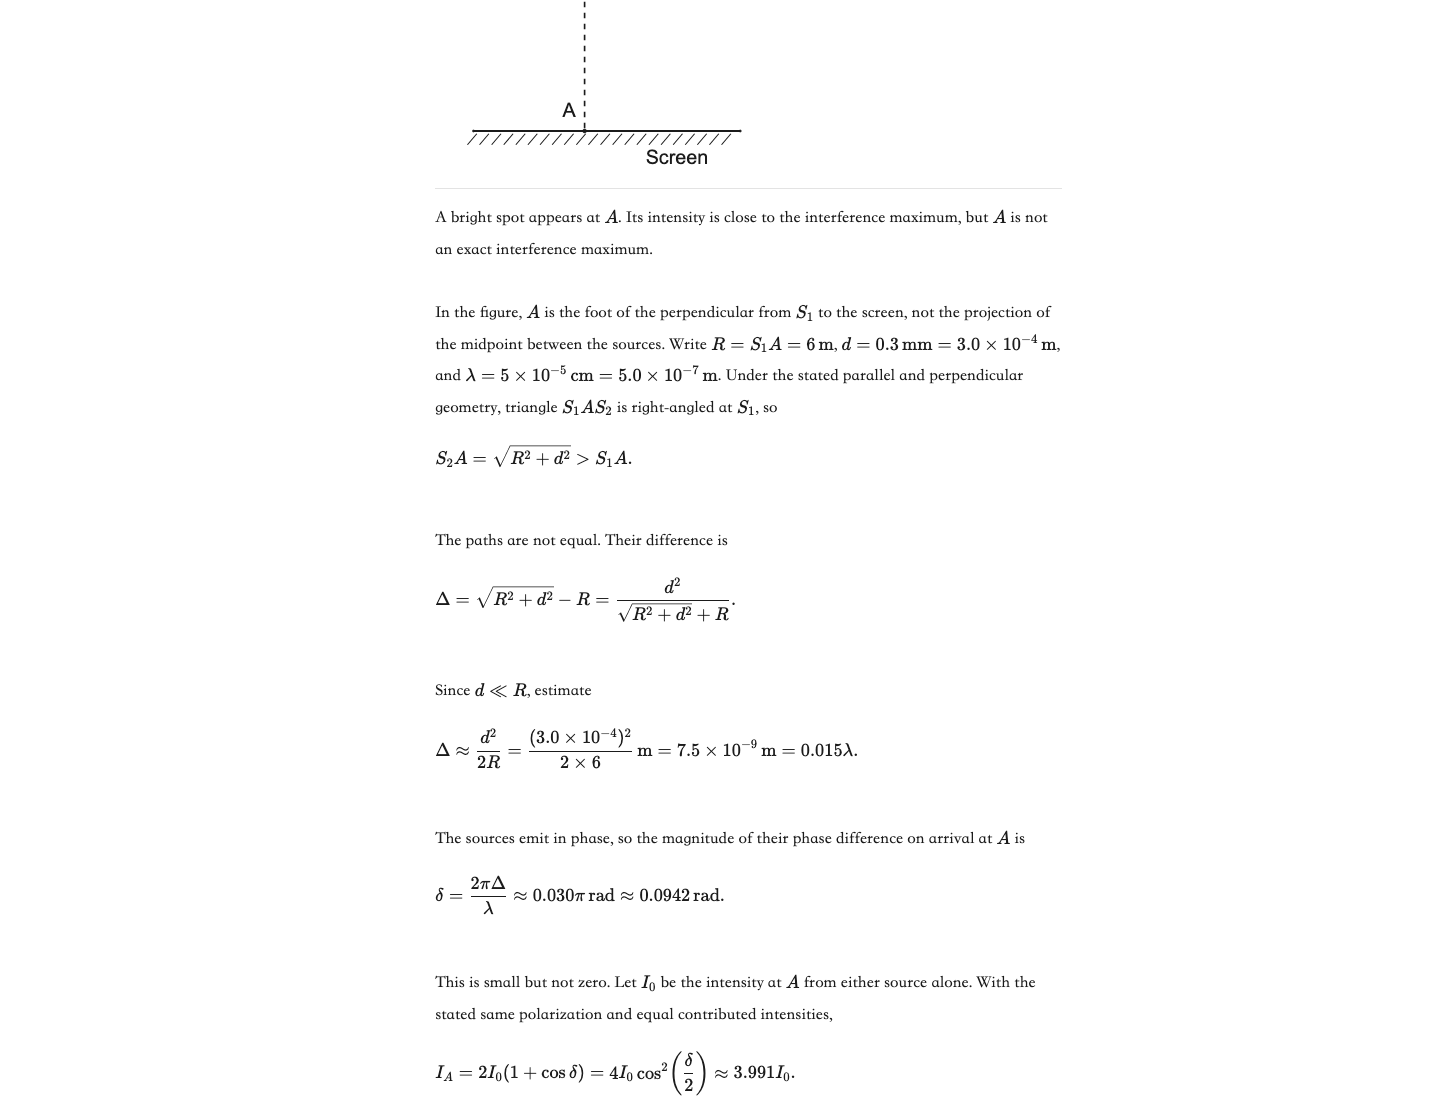 A
Screen
A bright spot appears at A. Its intensity is close to the interference maximum, but A is not
an exact interference maximum.
In the figure, A is the foot of the perpendicular from S₁ to the screen, not the projection of
the midpoint between the sources. Write R = S₁A = 6 m, d = 0.3 mm = 3.0 × 10⁻⁴ m,
and λ = 5 × 10⁻⁵ cm = 5.0 × 10⁻⁷ m. Under the stated parallel and perpendicular
geometry, triangle S₁AS₂ is right-angled at S₁, so
S₂A = √(R² + d²) > S₁A.
The paths are not equal. Their difference is
Δ = √(R² + d²) − R = d² / (√(R² + d²) + R).
Since d ≪ R, estimate
Δ ≈ d²/2R = (3.0 × 10⁻⁴)²/(2 × 6) m = 7.5 × 10⁻⁹ m = 0.015λ.
The sources emit in phase, so the magnitude of their phase difference on arrival at A is
δ = 2πΔ/λ ≈ 0.030π rad ≈ 0.0942 rad.
This is small but not zero. Let I₀ be the intensity at A from either source alone. With the
stated same polarization and equal contributed intensities,
I_A = 2I₀(1 + cos δ) = 4I₀ cos²(δ/2) ≈ 3.991I₀.